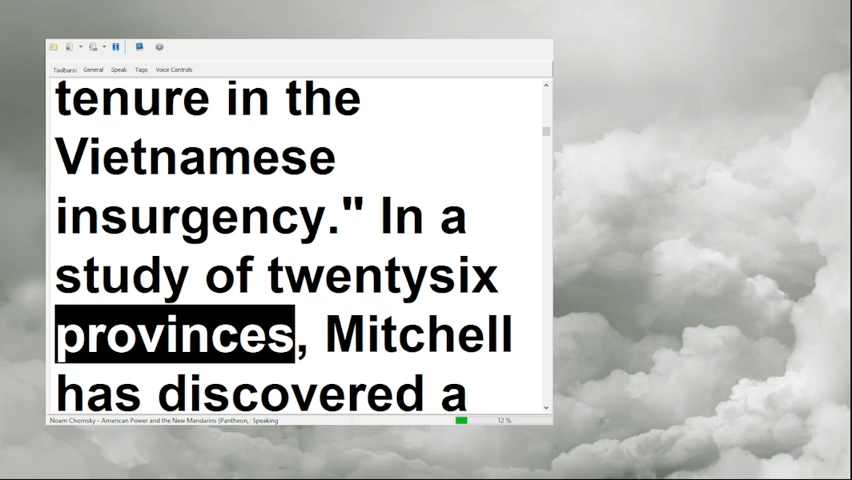 Toolbars: General Speak Tags Voice Controls
tenure in the
Vietnamese
insurgency." In a
study of twentysix
provinces, Mitchell
has discovered a
Noam Chomsky - American Power and the New Mandarins (Pantheon, Speaking 12 %